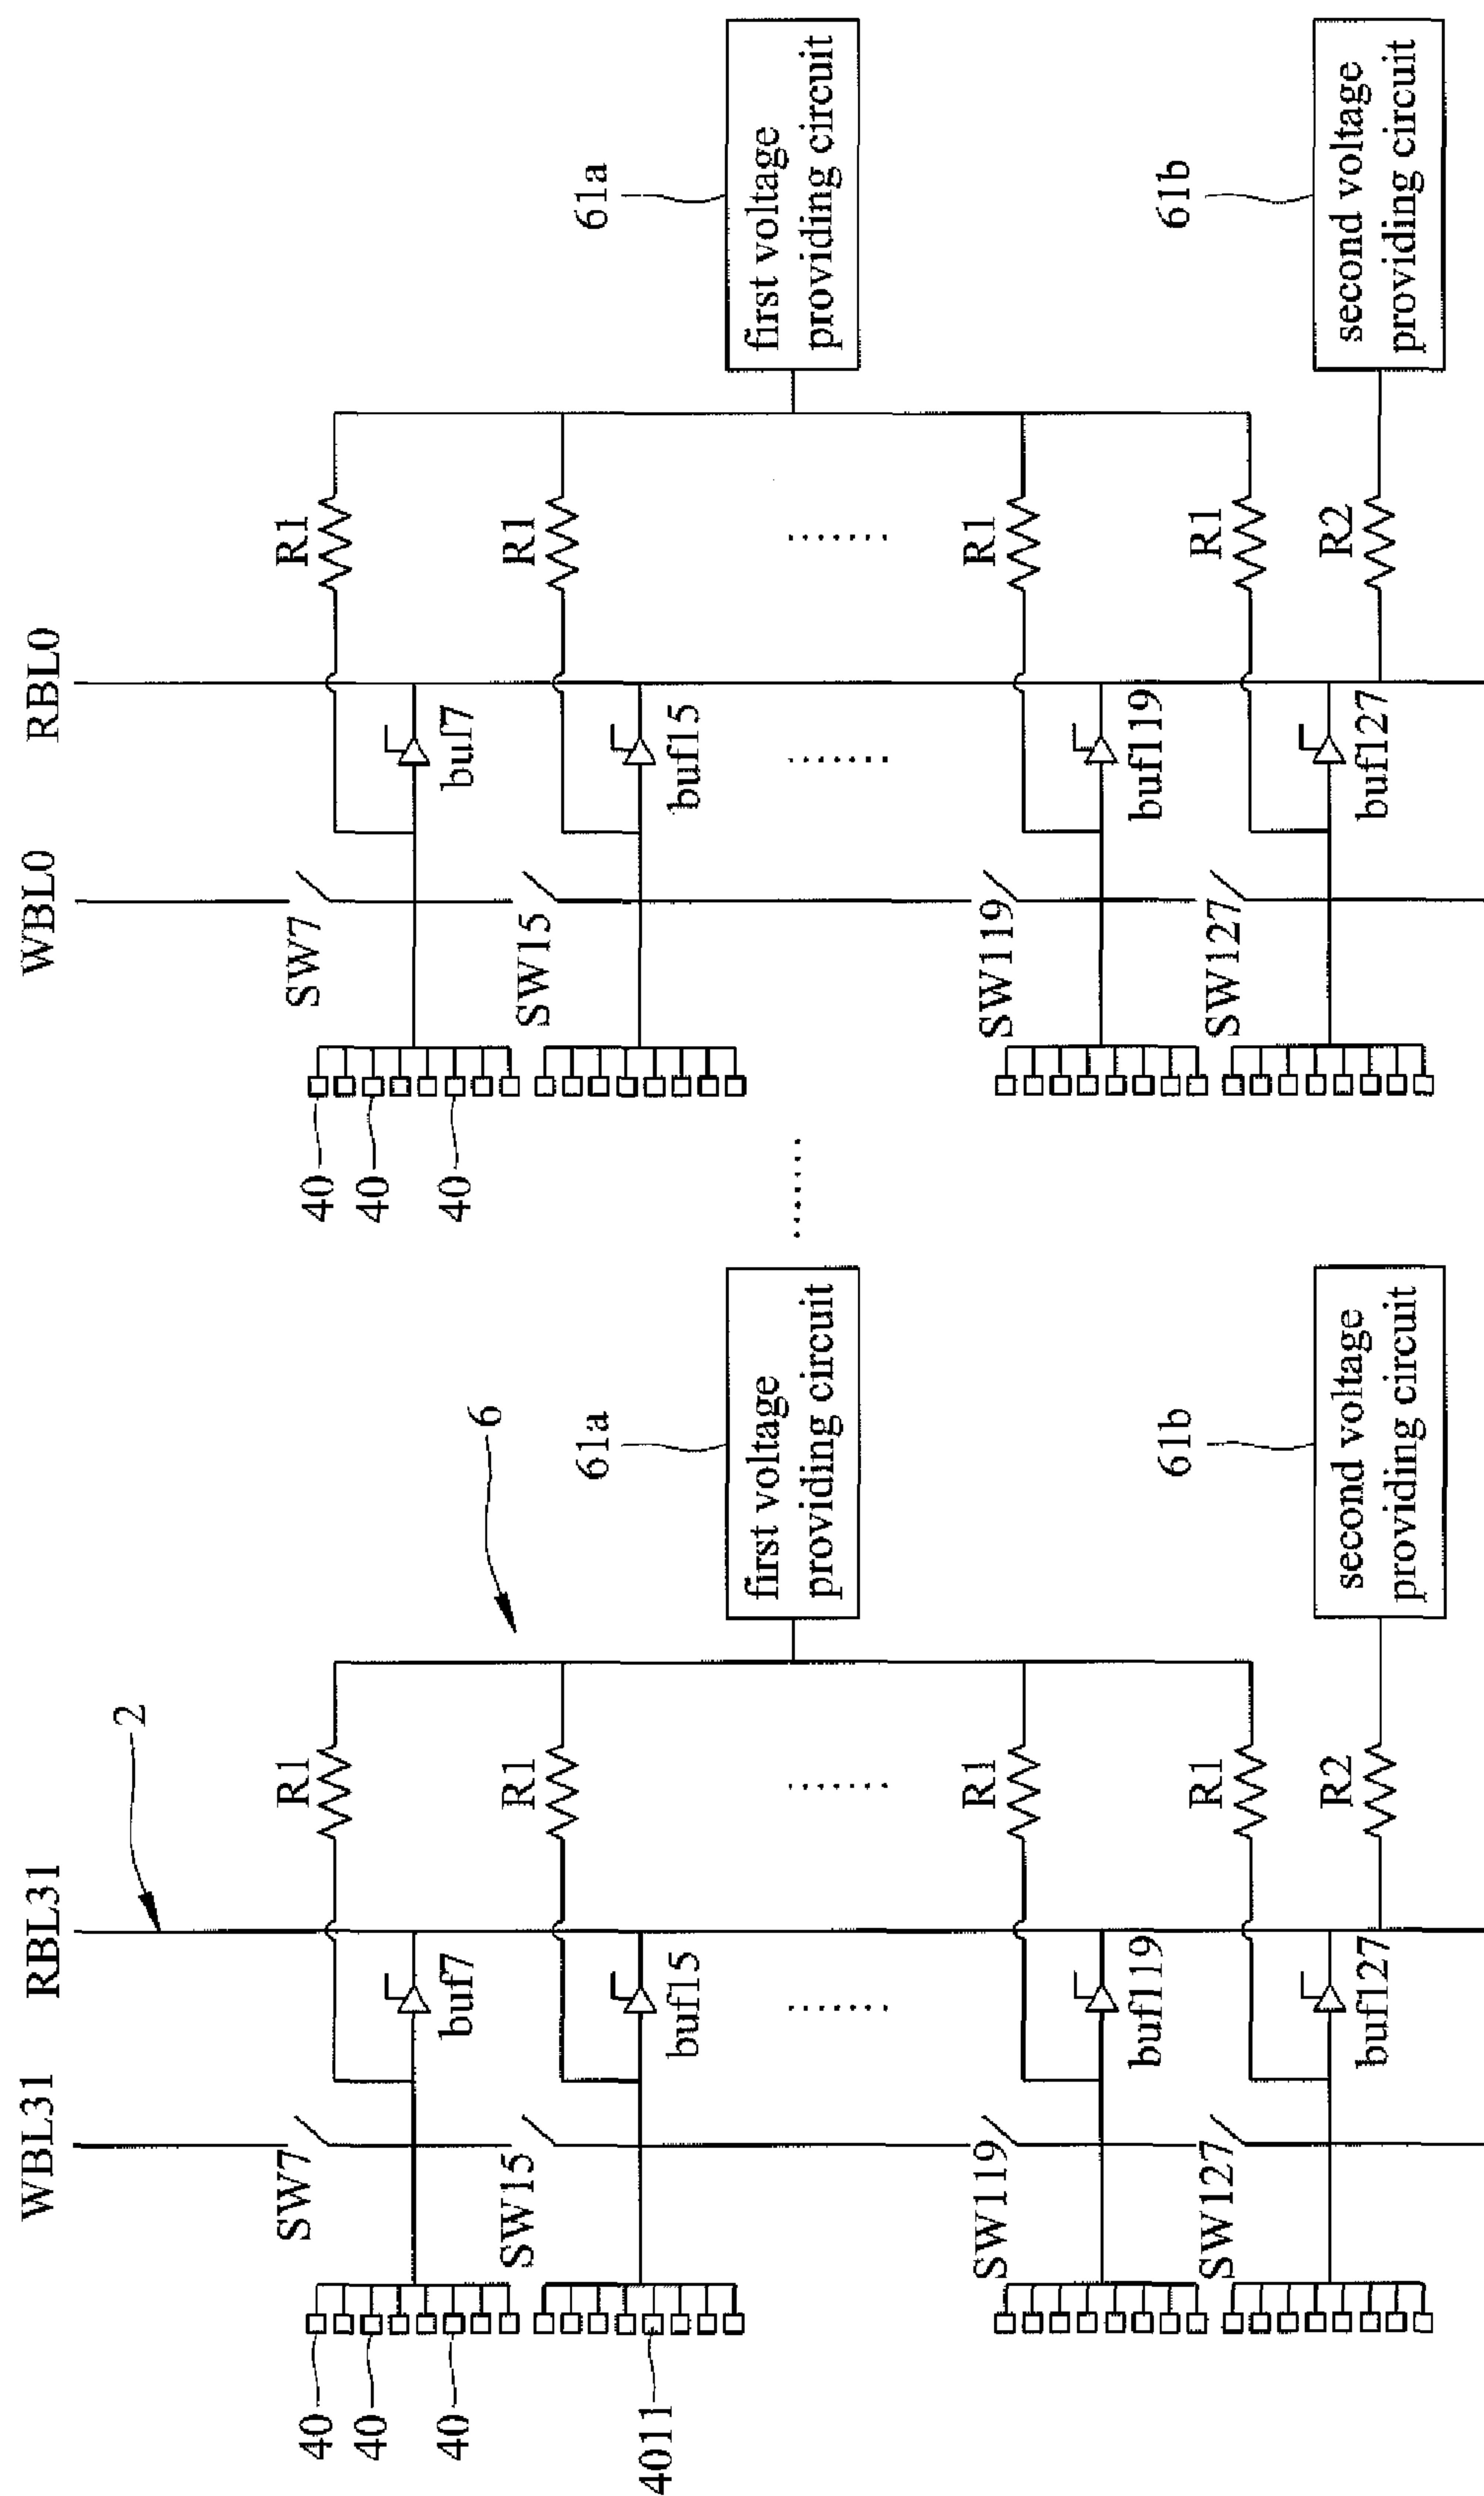 WBL31
RBL31
2
WBL0
RBL0
6
40
40
40
SW7
buf7
R1
40
40
40
SW7
buf7
R1
4011
SW15
buf15
R1
61a
first voltage
providing circuit
SW15
buf15
R1
61a
first voltage
providing circuit
.......
.......
......
.......
.......
SW119
buf119
R1
SW119
buf119
R1
SW127
buf127
R1
SW127
buf127
R1
R2
61b
second voltage
providing circuit
R2
61b
second voltage
providing circuit